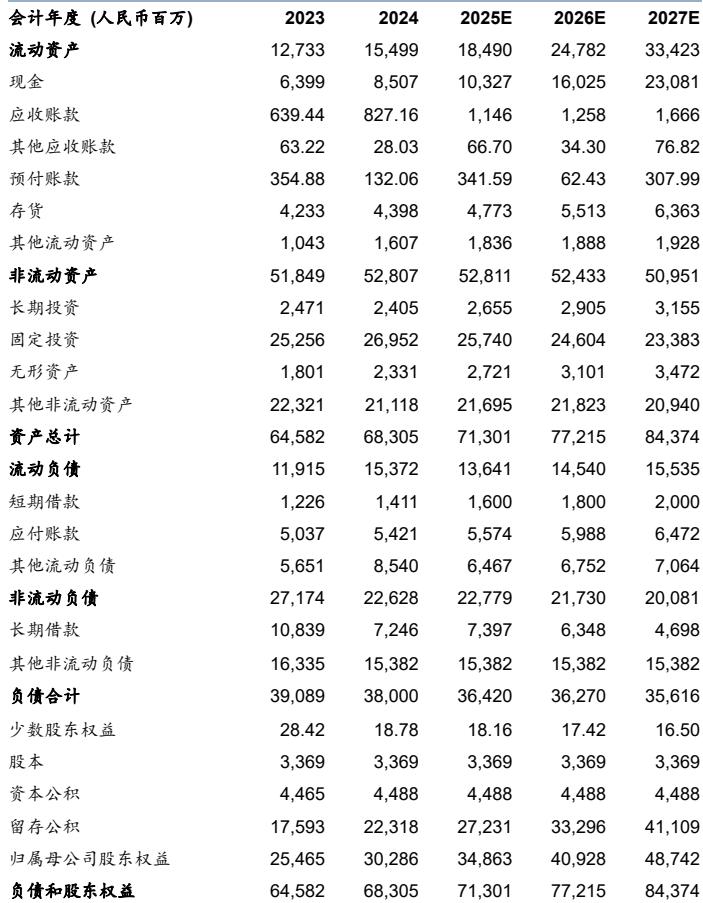 会计年度 (人民币百万) 2023 2024 2025E 2026E 2027E
流动资产 12,733 15,499 18,490 24,782 33,423
现金 6,399 8,507 10,327 16,025 23,081
应收账款 639.44 827.16 1,146 1,258 1,666
其他应收账款 63.22 28.03 66.70 34.30 76.82
预付账款 354.88 132.06 341.59 62.43 307.99
存货 4,233 4,398 4,773 5,513 6,363
其他流动资产 1,043 1,607 1,836 1,888 1,928
非流动资产 51,849 52,807 52,811 52,433 50,951
长期投资 2,471 2,405 2,655 2,905 3,155
固定投资 25,256 26,952 25,740 24,604 23,383
无形资产 1,801 2,331 2,721 3,101 3,472
其他非流动资产 22,321 21,118 21,695 21,823 20,940
资产总计 64,582 68,305 71,301 77,215 84,374
流动负债 11,915 15,372 13,641 14,540 15,535
短期借款 1,226 1,411 1,600 1,800 2,000
应付账款 5,037 5,421 5,574 5,988 6,472
其他流动负债 5,651 8,540 6,467 6,752 7,064
非流动负债 27,174 22,628 22,779 21,730 20,081
长期借款 10,839 7,246 7,397 6,348 4,698
其他非流动负债 16,335 15,382 15,382 15,382 15,382
负债合计 39,089 38,000 36,420 36,270 35,616
少数股东权益 28.42 18.78 18.16 17.42 16.50
股本 3,369 3,369 3,369 3,369 3,369
资本公积 4,465 4,488 4,488 4,488 4,488
留存公积 17,593 22,318 27,231 33,296 41,109
归属母公司股东权益 25,465 30,286 34,863 40,928 48,742
负债和股东权益 64,582 68,305 71,301 77,215 84,374